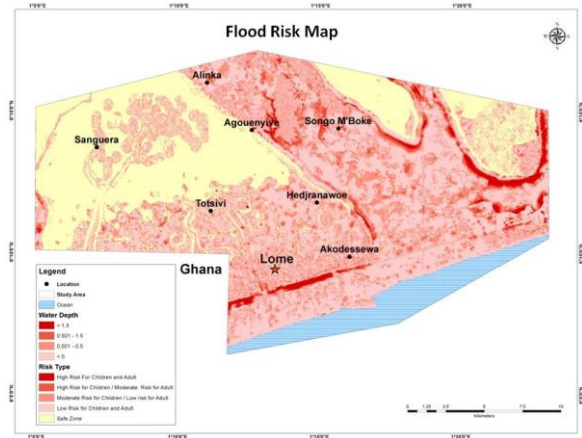 Flood Risk Map
Alinka
Agouenyive
Songo M'Boke
Sanguera
Hedjranawoe
Totsivi
Akodessewa
Lome
Ghana
Legend
Location
Study Area
Ocean
Water Depth
> 1.5
0.501 - 1.5
0.001 - 0.5
< 0
Risk Type
High Risk For Children and Adult
High Risk for Children / Moderate Risk for Adult
Moderate Risk for Children / Low risk for Adult
Low Risk for Children and Adult
Safe Zone
Kilometers